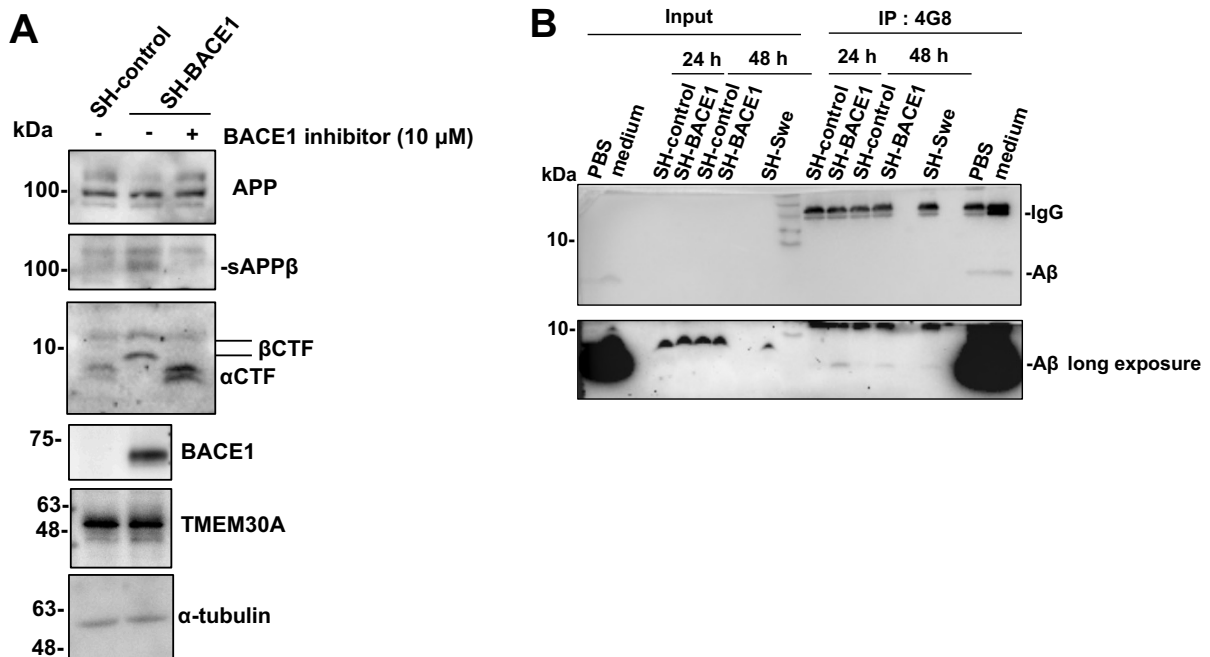 A
SH-control
SH-BACE1
kDa
- - + BACE1 inhibitor (10 μM)
100- APP
100- -sAPPβ
10- βCTF
αCTF
75- BACE1
63-
48- TMEM30A
63- α-tubulin
48-
B
Input IP : 4G8
24 h 48 h 24 h 48 h
PBS
medium
SH-control
SH-BACE1
SH-control
SH-BACE1
SH-Swe
SH-control
SH-BACE1
SH-control
SH-BACE1
SH-Swe
PBS
medium
kDa
-IgG
10-
-Aβ
10-
-Aβ long exposure